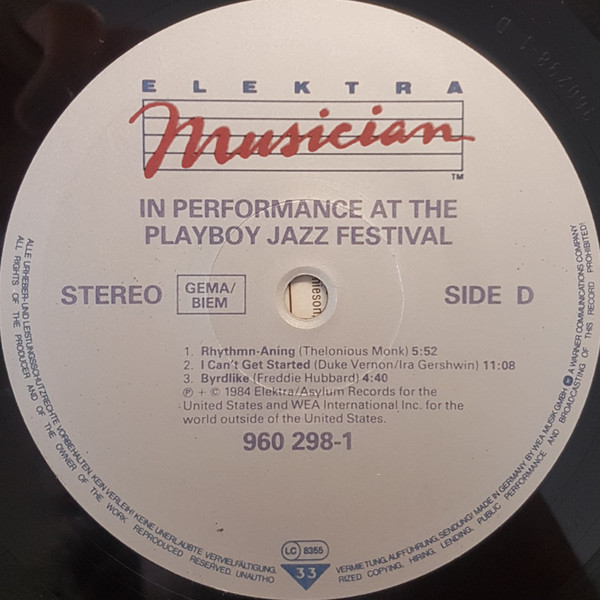 ELEKTRA
Musician
TM
IN PERFORMANCE AT THE
PLAYBOY JAZZ FESTIVAL
STEREO
GEMA/
BIEM
SIDE D
1. Rhythmn-Aning (Thelonious Monk) 5:52
2. I Can't Get Started (Duke Vernon/Ira Gershwin) 11:08
3. Byrdlike (Freddie Hubbard) 4:40
℗ + © 1984 Elektra/Asylum Records for the
United States and WEA International Inc. for the
world outside of the United States.
960 298-1
ALLE URHEBER- UND LEISTUNGSSCHUTZRECHTE VORBEHALTEN. KEIN VERLEIH! KEINE UNERLAUBTE VERVIELFÄLTIGUNG,
VERMIETUNG, AUFFÜHRUNG, SENDUNG! MADE IN GERMANY BY WEA MUSIK GMBH A WARNER COMMUNICATIONS COMPANY
ALL RIGHTS OF THE PRODUCER AND OF THE OWNER OF THE WORK REPRODUCED RESERVED. UNAUTHO
RIZED COPYING, HIRING, LENDING, PUBLIC PERFORMANCE AND BROADCASTING OF THIS RECORD PROHIBITED!
LC 8355
33